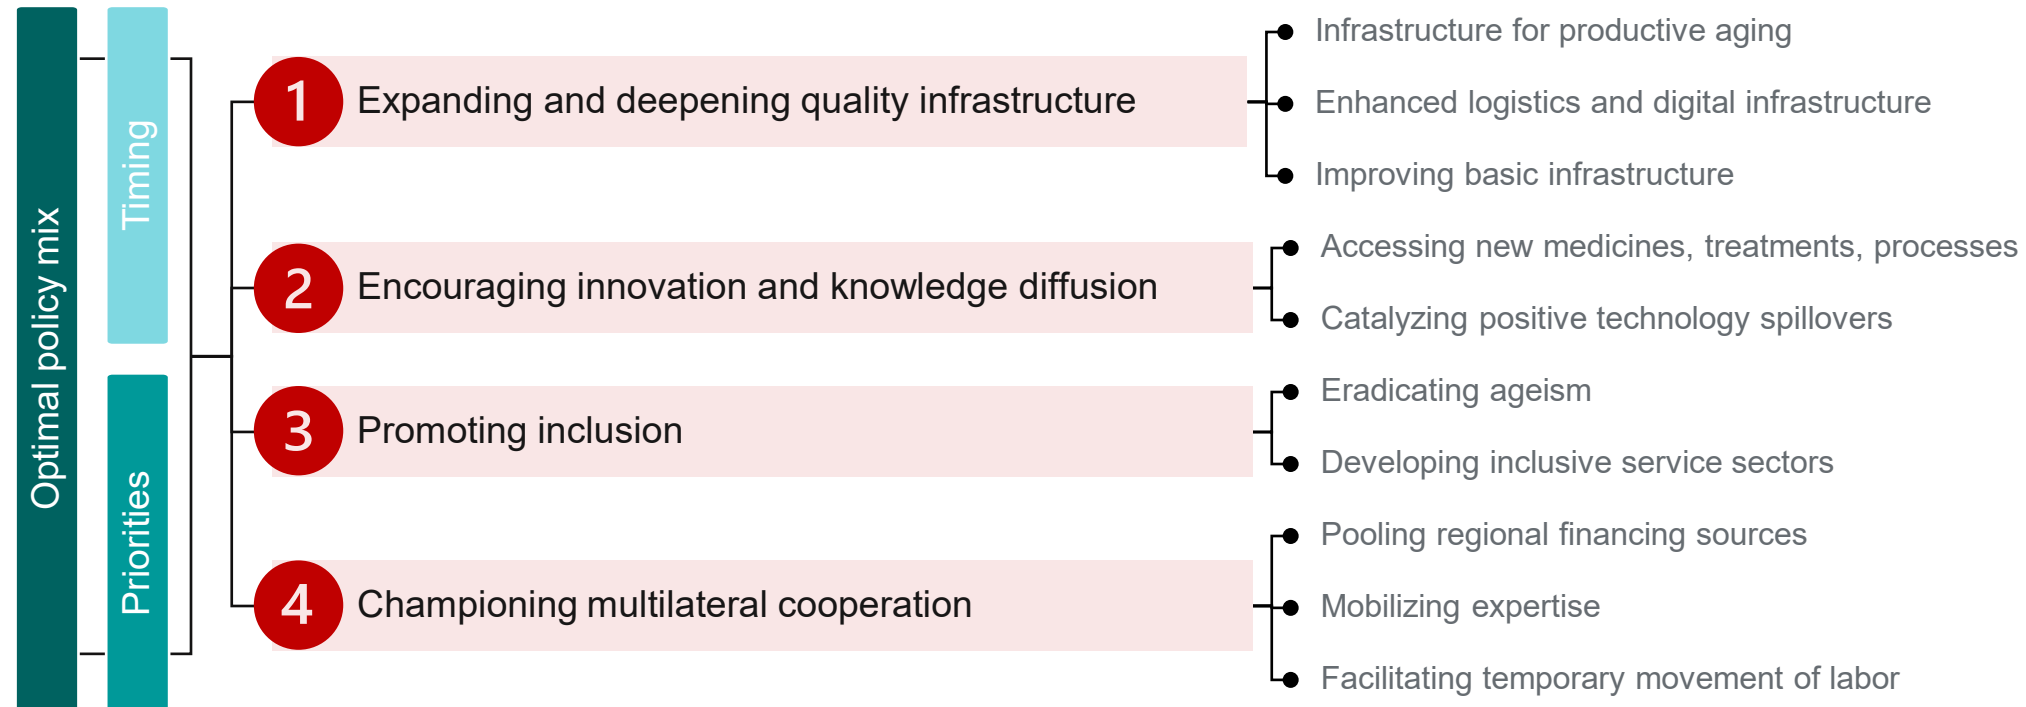 Optimal policy mix
Timing
Priorities
1 Expanding and deepening quality infrastructure
Infrastructure for productive aging
Enhanced logistics and digital infrastructure
Improving basic infrastructure
2 Encouraging innovation and knowledge diffusion
Accessing new medicines, treatments, processes
Catalyzing positive technology spillovers
3 Promoting inclusion
Eradicating ageism
Developing inclusive service sectors
4 Championing multilateral cooperation
Pooling regional financing sources
Mobilizing expertise
Facilitating temporary movement of labor